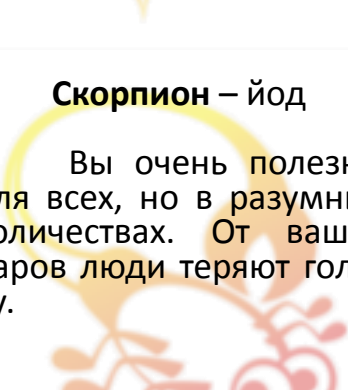 Скорпион – йод
Вы очень полезн
ля всех, но в разумн
оличествах. От ваш
аров люди теряют гол
у.